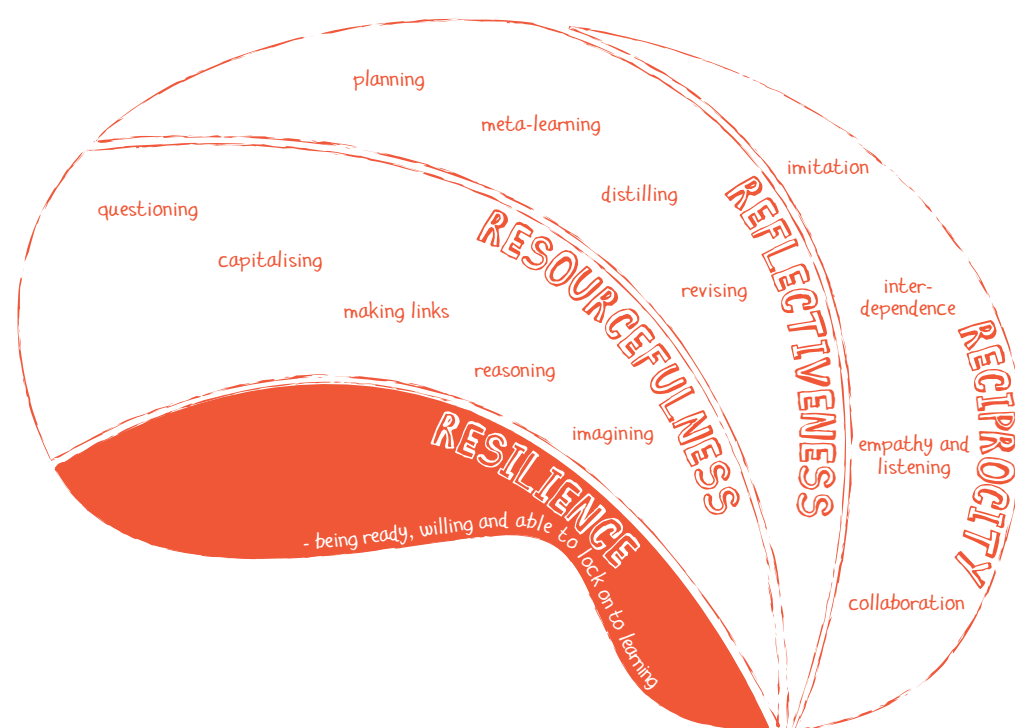 planning
meta-learning
distilling
revising
REFLECTIVENESS
questioning
capitalising
making links
reasoning
imagining
RESOURCEFULNESS
imitation
inter-
dependence
empathy and
listening
collaboration
RECIPROCITY
RESILIENCE
- being ready, willing and able to lock on to learning